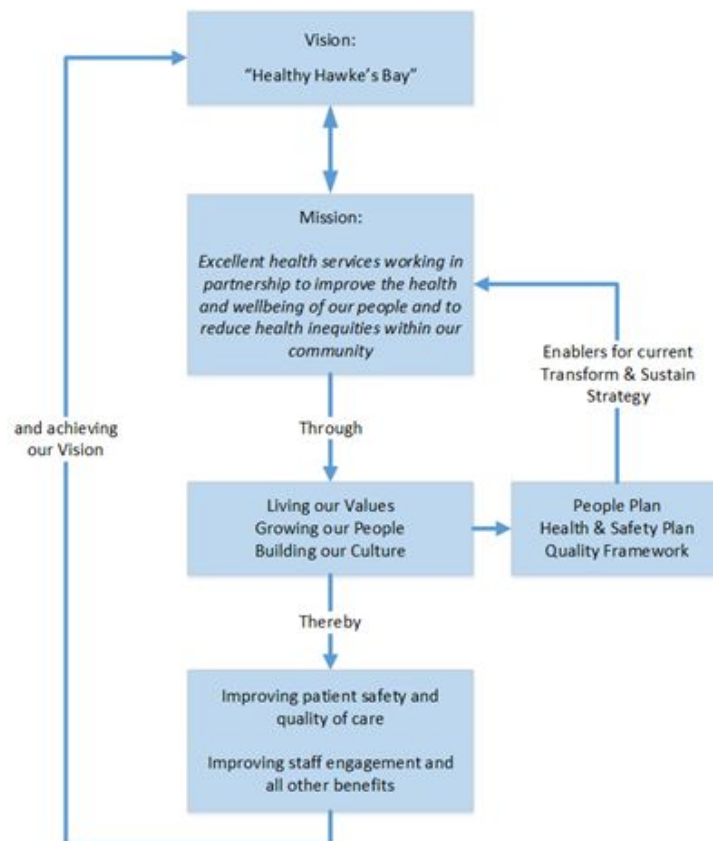 Vision:
“Healthy Hawke’s Bay”
Mission:
Excellent health services working in
partnership to improve the health
and wellbeing of our people and to
reduce health inequities within our
community
Enablers for current
Transform & Sustain
Strategy
and achieving
our Vision
Through
Living our Values
Growing our People
Building our Culture
People Plan
Health & Safety Plan
Quality Framework
Thereby
Improving patient safety and
quality of care
Improving staff engagement and
all other benefits